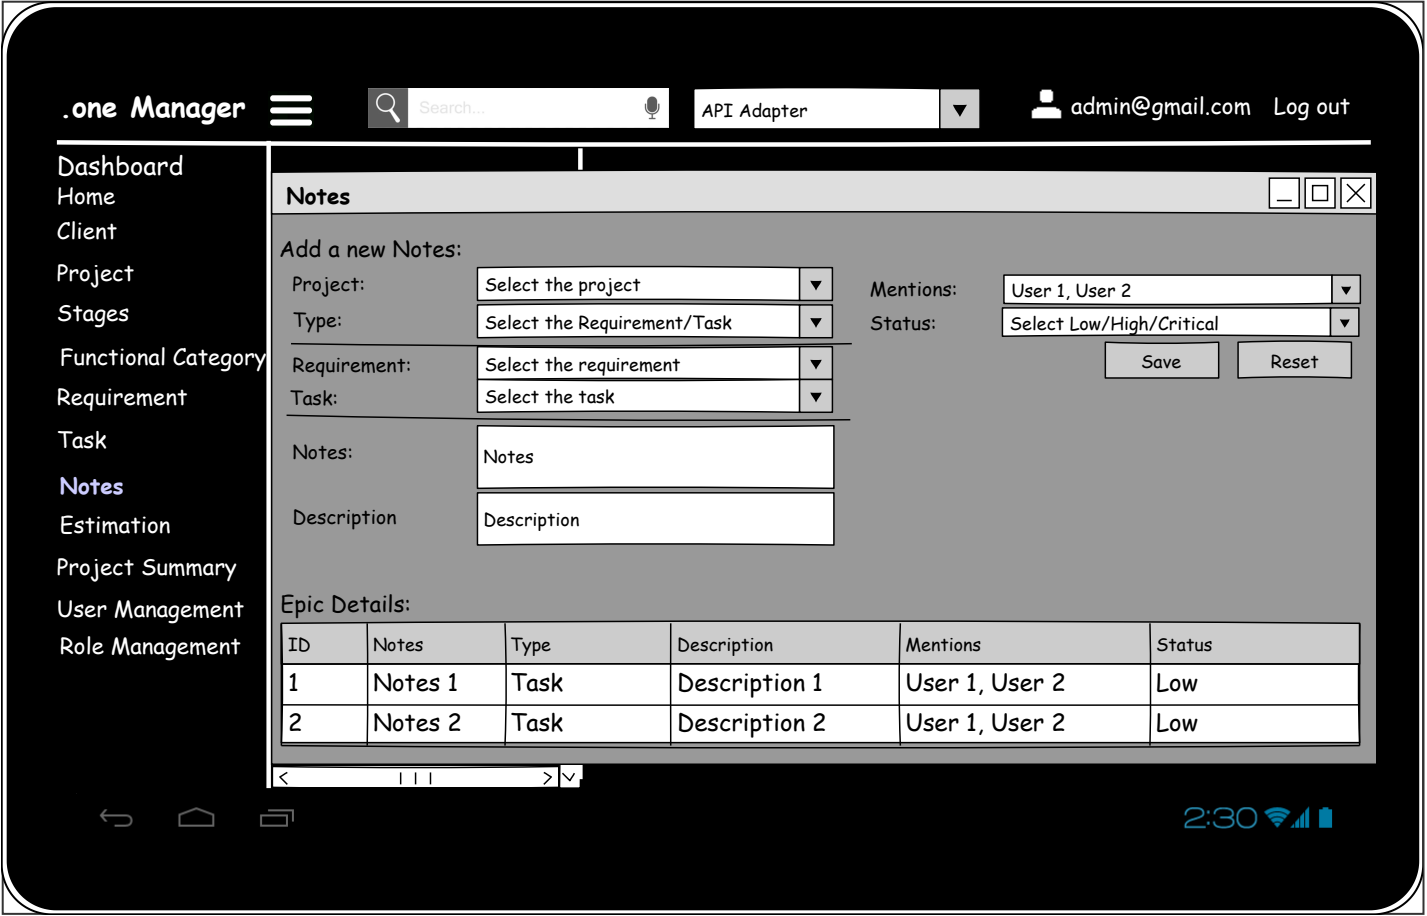 .one Manager
Search...
API Adapter
admin@gmail.com
Log out
Dashboard
Home
Client
Project
Stages
Functional Category
Requirement
Task
Notes
Estimation
Project Summary
User Management
Role Management
Notes
Add a new Notes:
Project: Select the project
Type: Select the Requirement/Task
Requirement: Select the requirement
Task: Select the task
Notes: Notes
Description Description
Mentions: User 1, User 2
Status: Select Low/High/Critical
Save Reset
Epic Details:
ID Notes Type Description Mentions Status
1 Notes 1 Task Description 1 User 1, User 2 Low
2 Notes 2 Task Description 2 User 1, User 2 Low
2:30